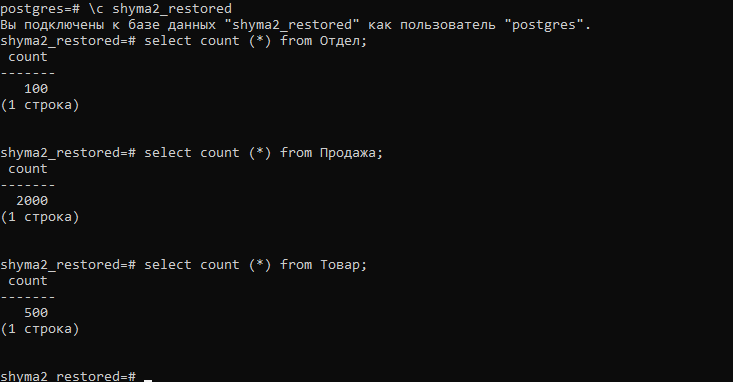 postgres=# \c shyma2_restored
Вы подключены к базе данных "shyma2_restored" как пользователь "postgres".
shyma2_restored=# select count (*) from Отдел;
 count
-------
   100
(1 строка)
shyma2_restored=# select count (*) from Продажа;
 count
-------
  2000
(1 строка)
shyma2_restored=# select count (*) from Товар;
 count
-------
   500
(1 строка)
shyma2_restored=#